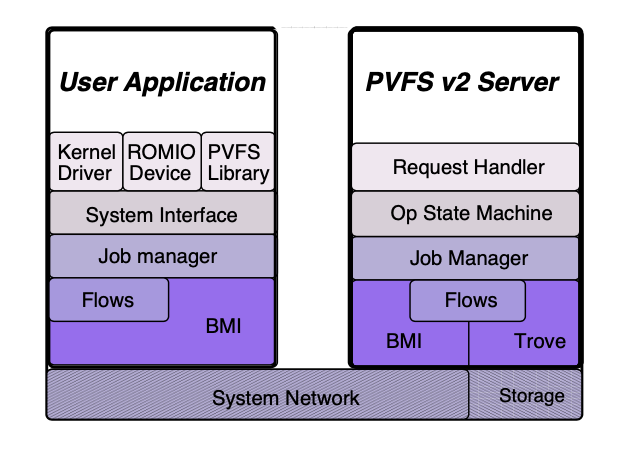 User Application
Kernel
Driver
ROMIO
Device
PVFS
Library
System Interface
Job manager
Flows
BMI
PVFS v2 Server
Request Handler
Op State Machine
Job Manager
Flows
BMI
Trove
System Network
Storage